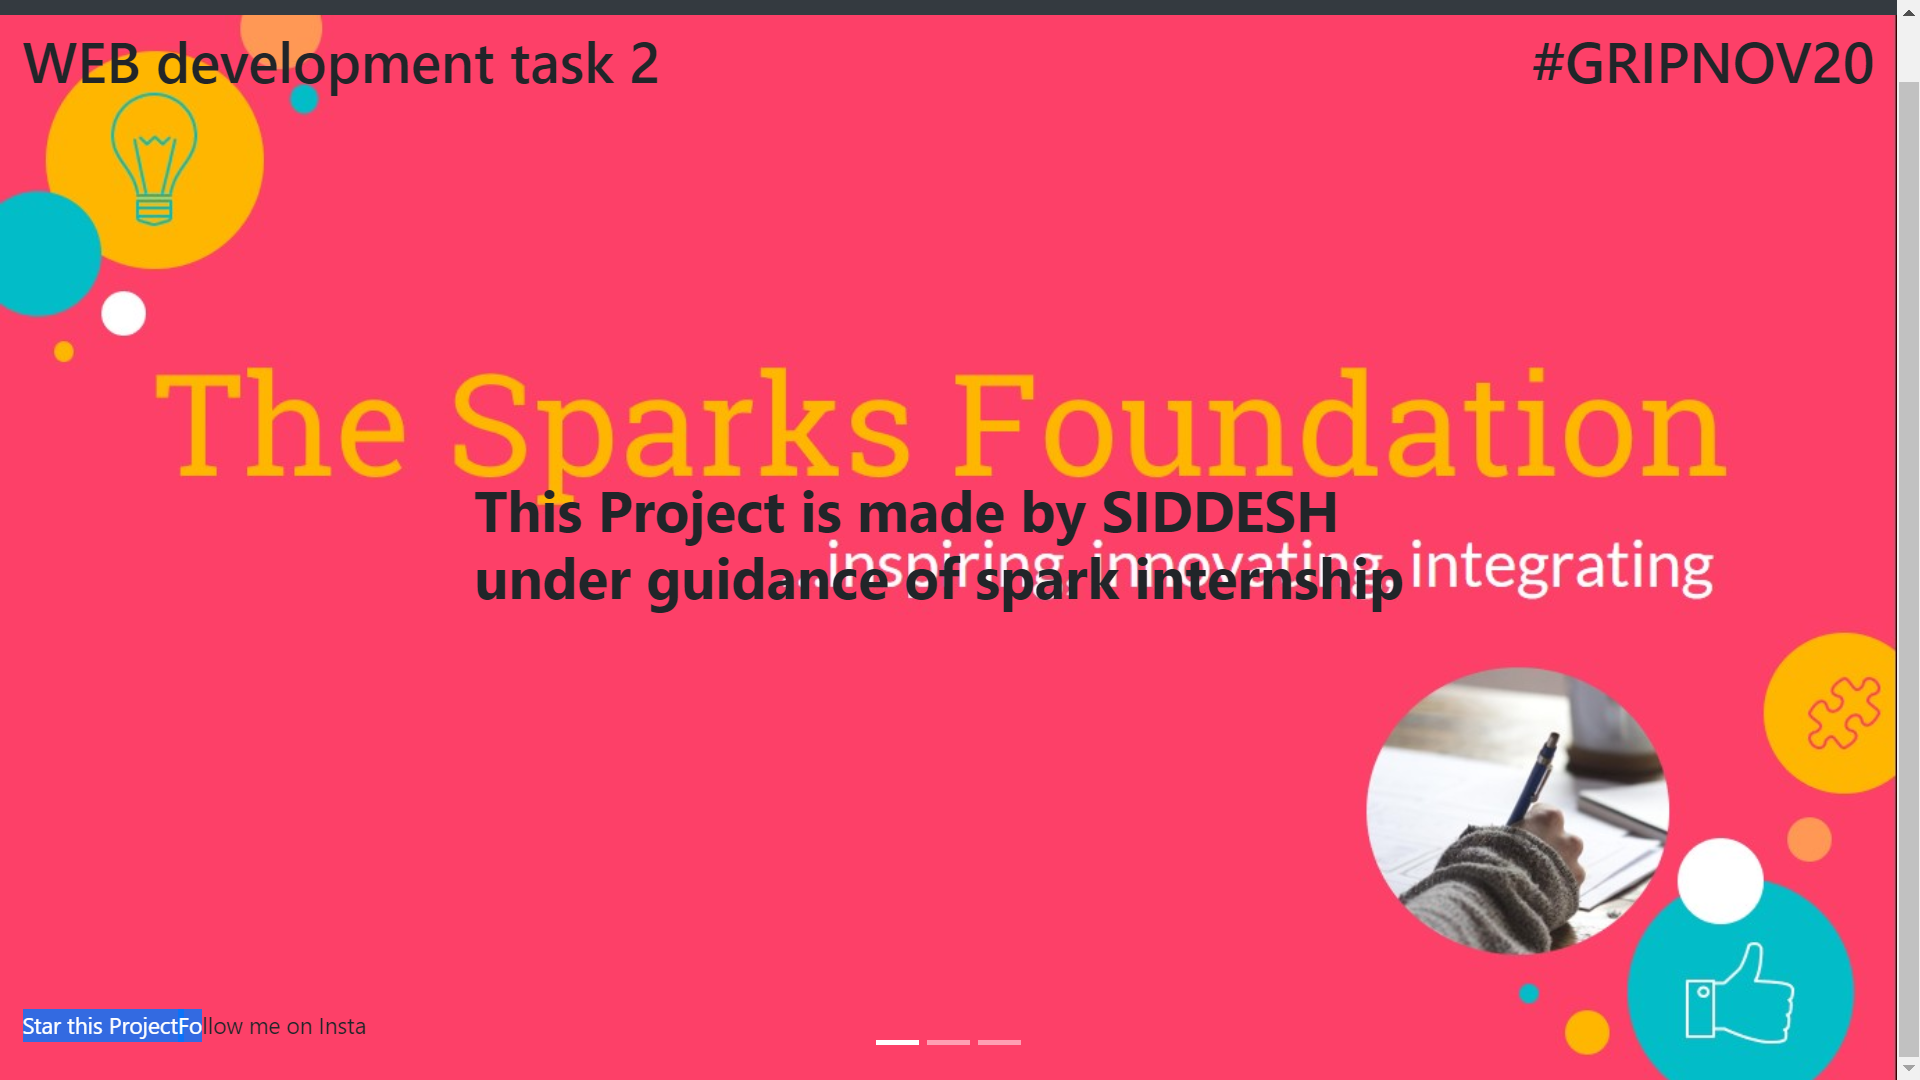 WEB development task 2
#GRIPNOV20
The Sparks Foundation
This Project is made by SIDDESH
inspiring, innovating, integrating
under guidance of spark internship
Star this ProjectFollow me on Insta